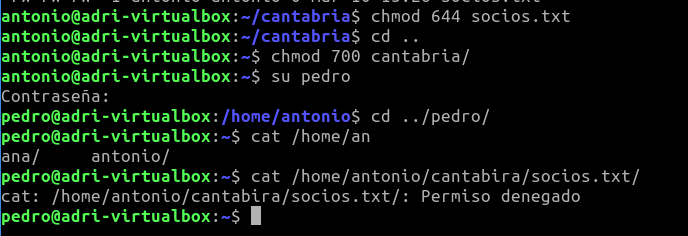 antonio@adri-virtualbox:~/cantabria$ chmod 644 socios.txt
antonio@adri-virtualbox:~/cantabria$ cd ..
antonio@adri-virtualbox:~$ chmod 700 cantabria/
antonio@adri-virtualbox:~$ su pedro
Contraseña:
pedro@adri-virtualbox:/home/antonio$ cd ../pedro/
pedro@adri-virtualbox:~$ cat /home/an
ana/     antonio/
pedro@adri-virtualbox:~$ cat /home/antonio/cantabira/socios.txt/
cat: /home/antonio/cantabira/socios.txt/: Permiso denegado
pedro@adri-virtualbox:~$